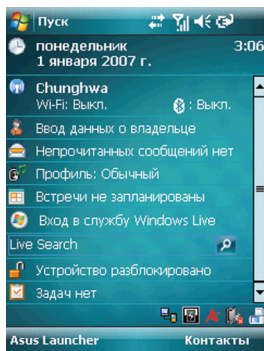 Пуск
понедельник 3:06
1 января 2007 г.
Chunghwa
Wi-Fi: Выкл. : Выкл.
Ввод данных о владельце
Непрочитанных сообщений нет
Профиль: Обычный
Встречи не запланированы
Вход в службу Windows Live
Live Search
Устройство разблокировано
Задач нет
Asus Launcher Контакты